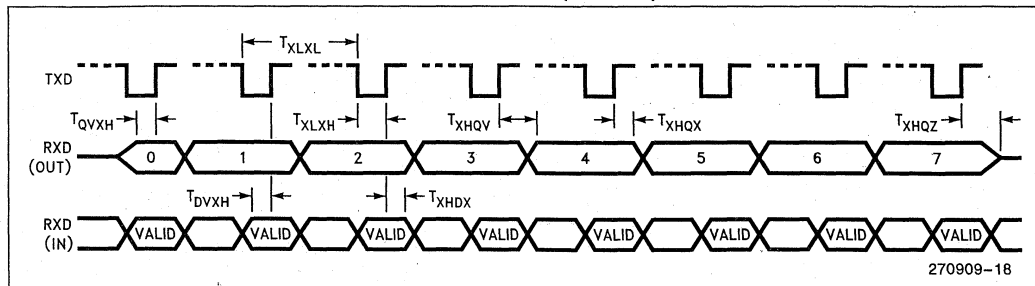 T_XLXL
TXD
T_QVXH T_XLXH T_XHQV T_XHQX T_XHQZ
RXD
(OUT)
0 1 2 3 4 5 6 7
T_DVXH T_XHDX
RXD
(IN)
VALID VALID VALID VALID VALID VALID VALID VALID
270909-18